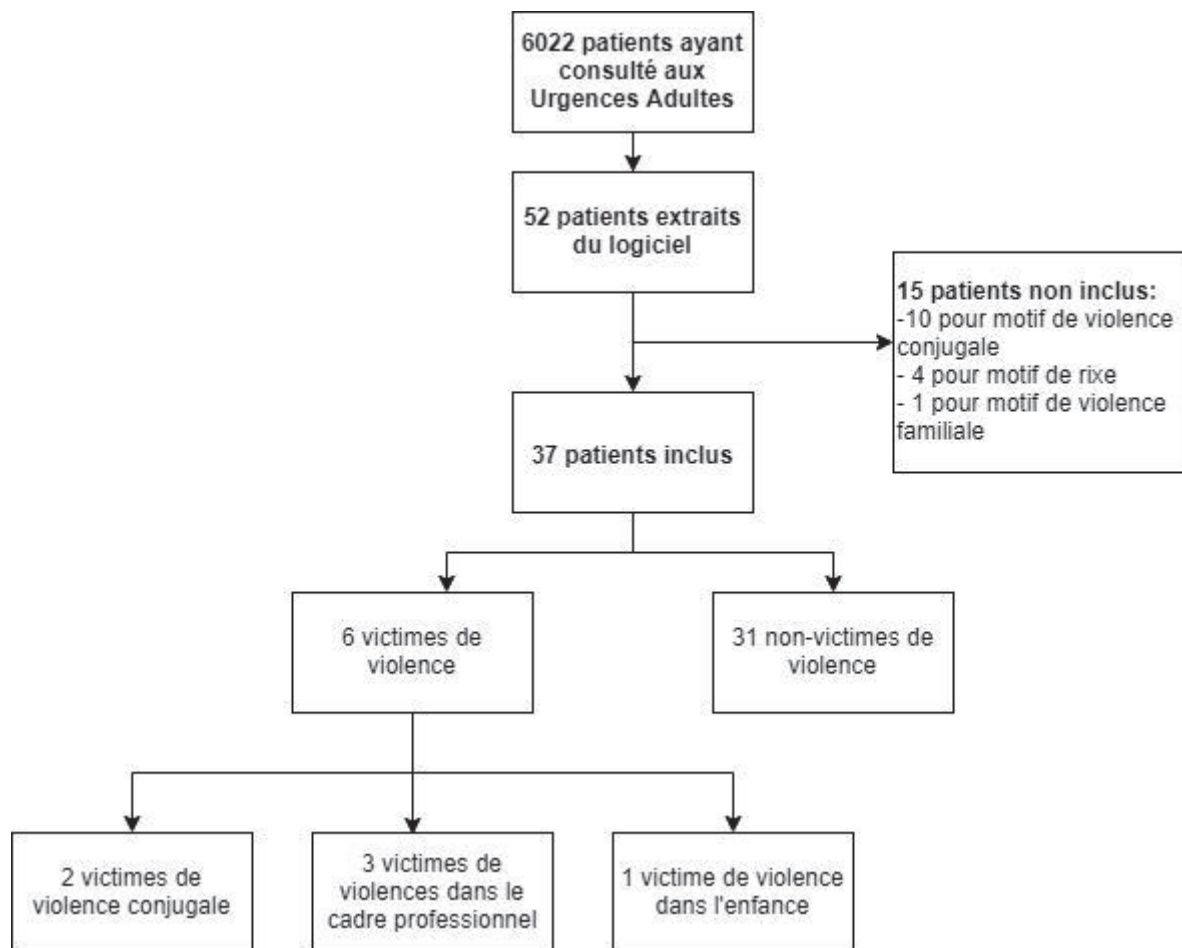 6022 patients ayant
consulté aux
Urgences Adultes
52 patients extraits
du logiciel
15 patients non inclus:
-10 pour motif de violence
conjugale
- 4 pour motif de rixe
- 1 pour motif de violence
familiale
37 patients inclus
6 victimes de
violence
31 non-victimes de
violence
2 victimes de
violence conjugale
3 victimes de
violences dans le
cadre professionnel
1 victime de violence
dans l'enfance